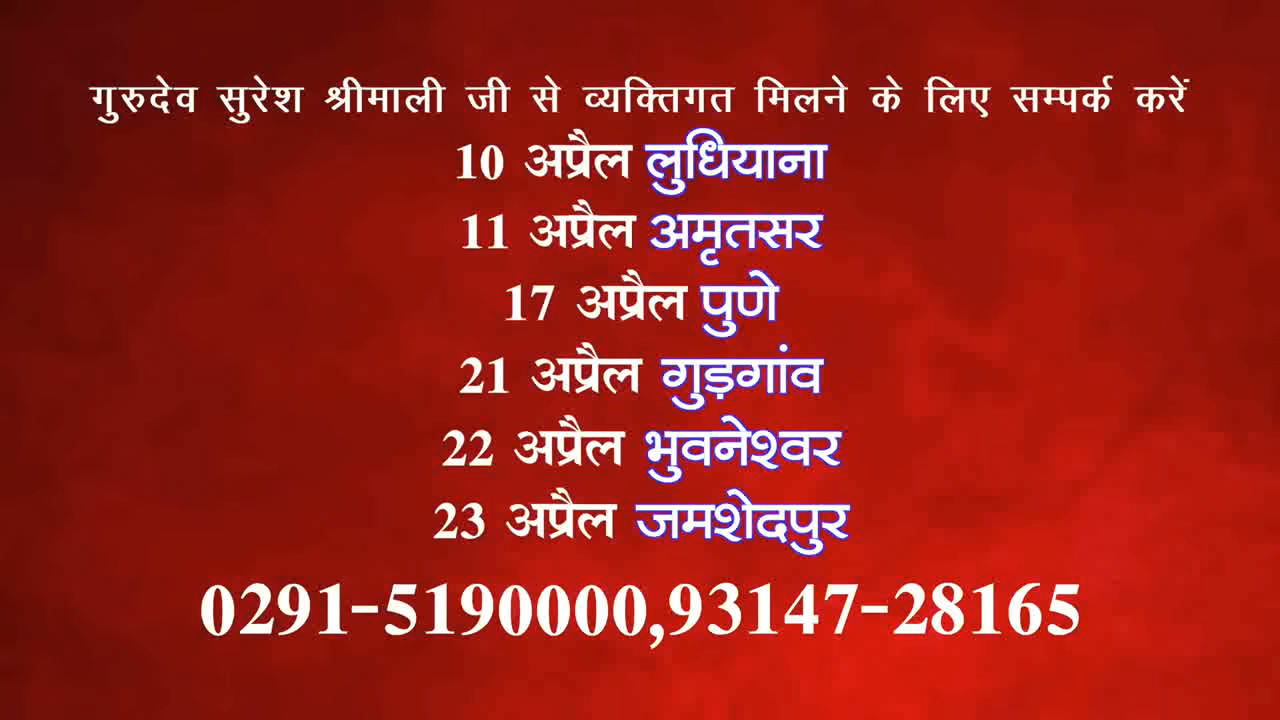 गुरुदेव सुरेश श्रीमाली जी से व्यक्तिगत मिलने के लिए सम्पर्क करें
10 अप्रैल लुधियाना
11 अप्रैल अमृतसर
17 अप्रैल पुणे
21 अप्रैल गुड़गांव
22 अप्रैल भुवनेश्वर
23 अप्रैल जमशेदपुर
0291-5190000,93147-28165